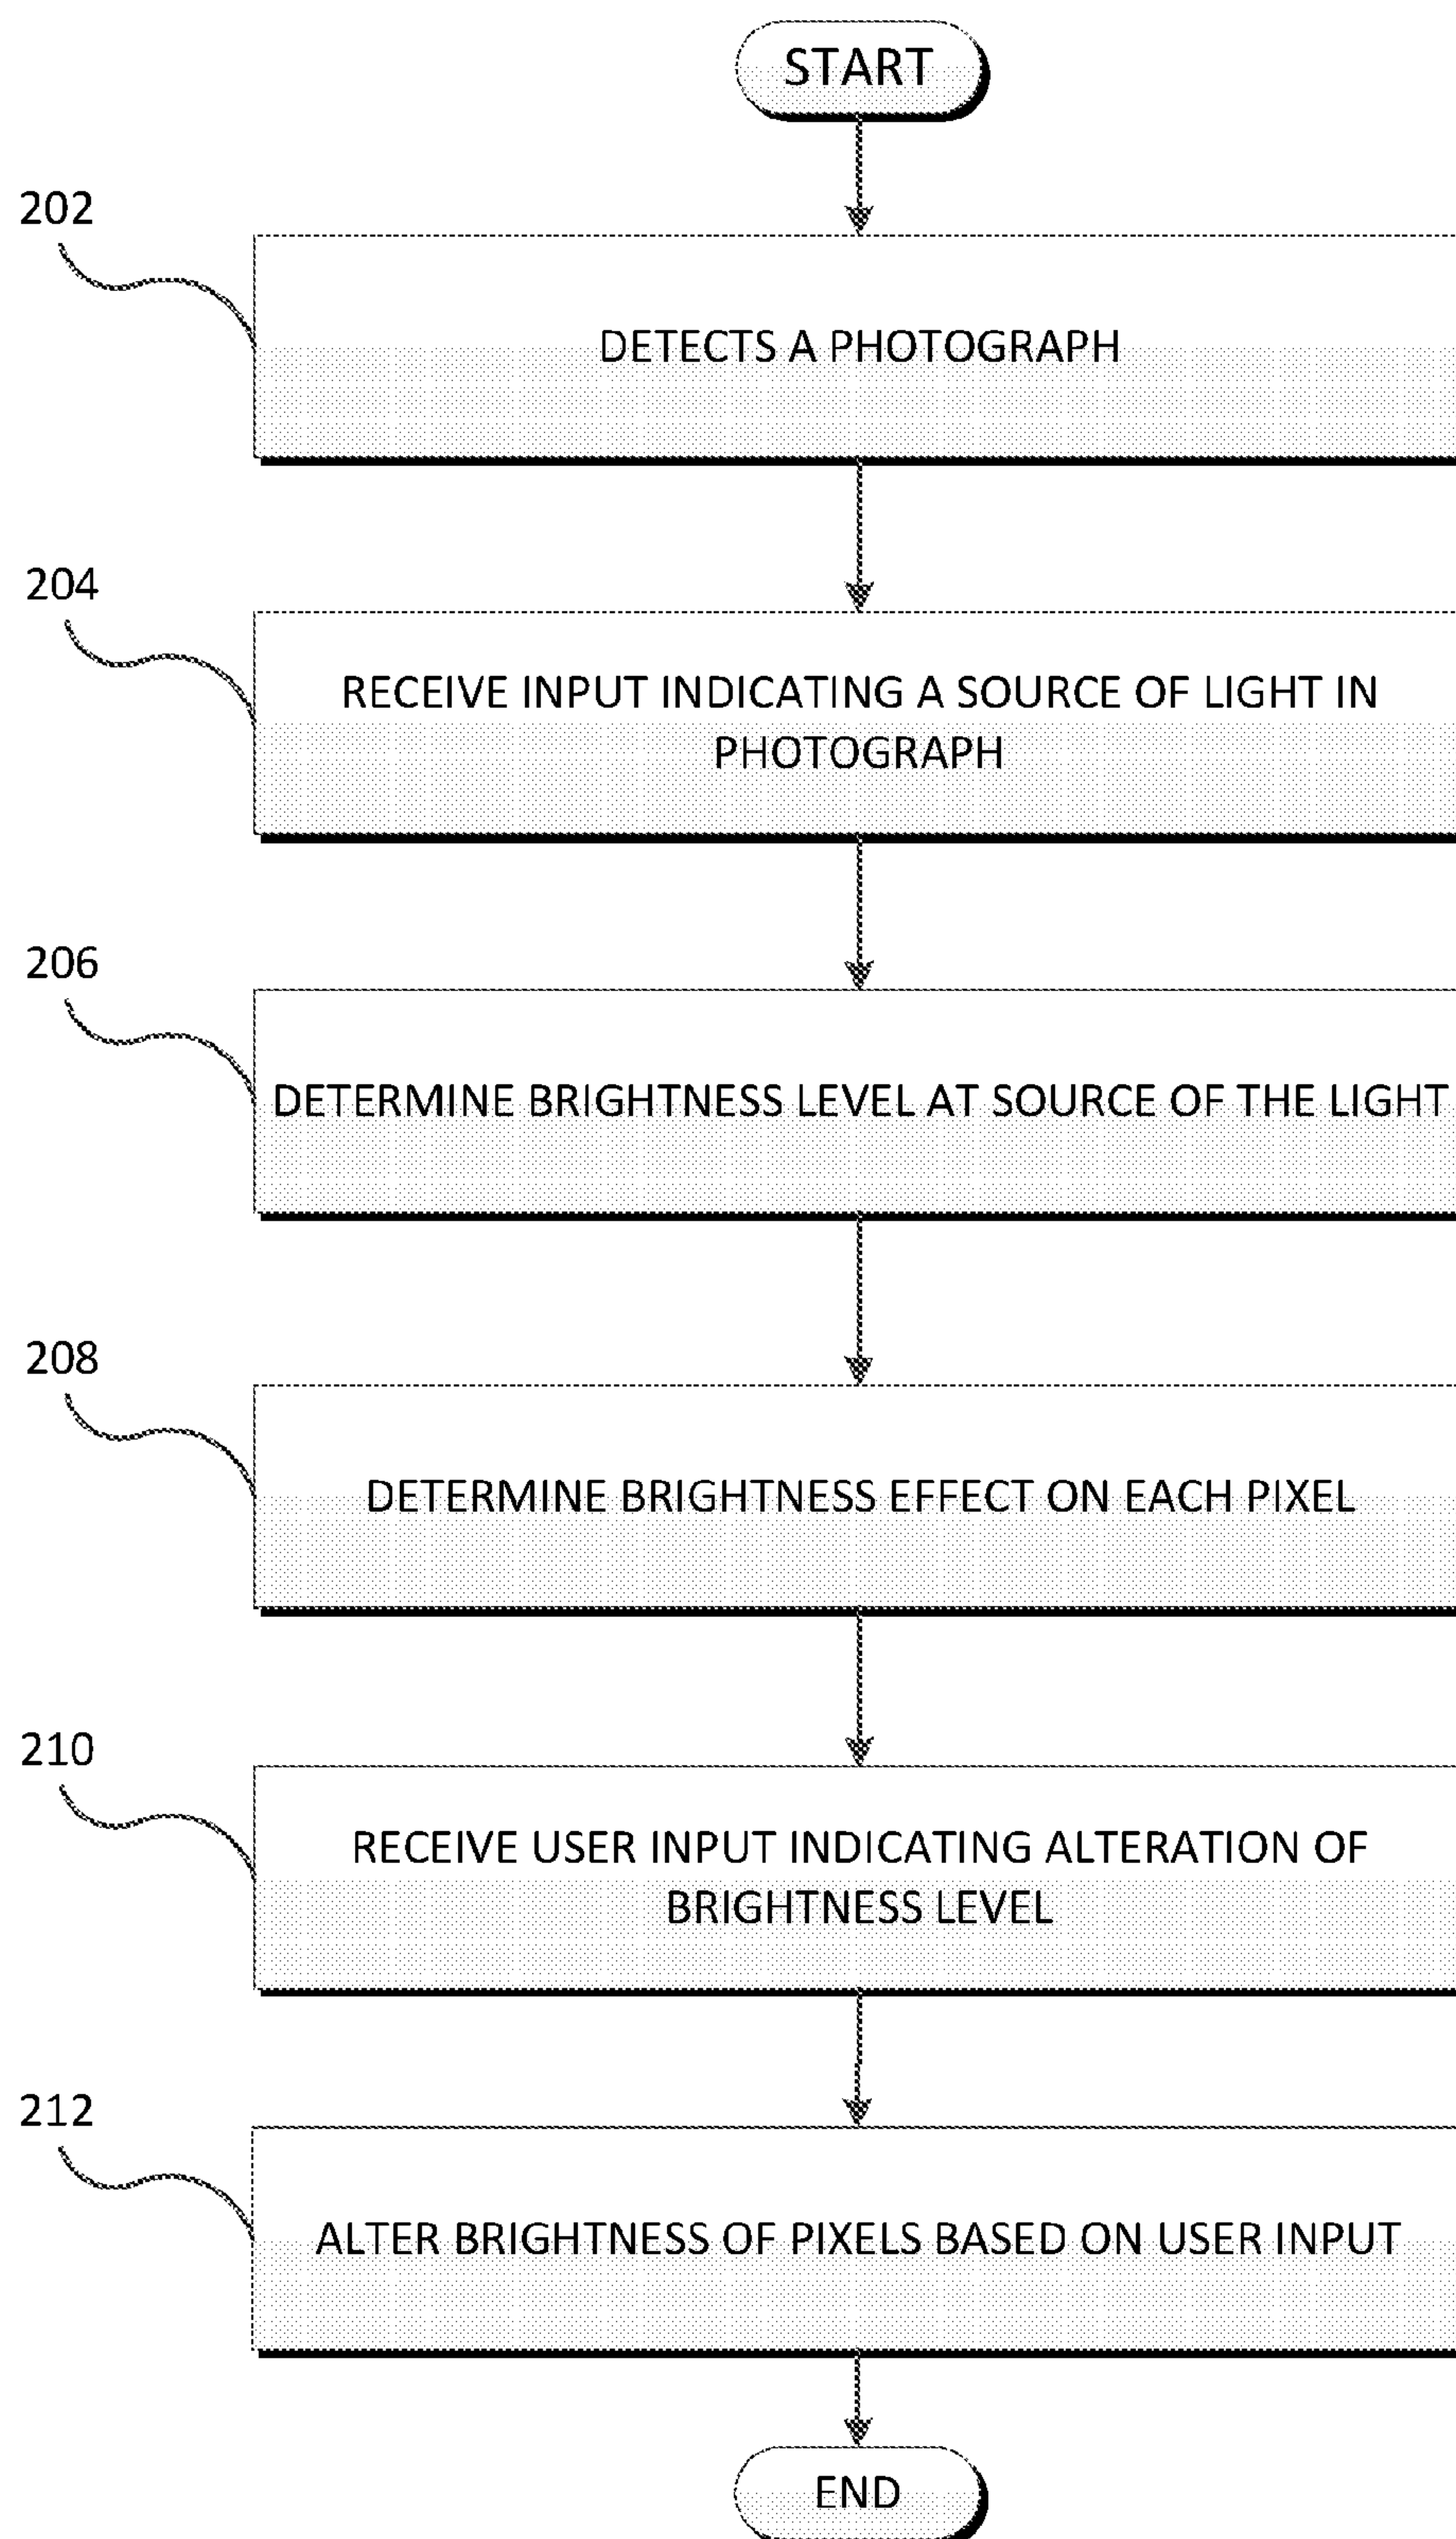 START
202
DETECTS A PHOTOGRAPH
204
RECEIVE INPUT INDICATING A SOURCE OF LIGHT IN
PHOTOGRAPH
206
DETERMINE BRIGHTNESS LEVEL AT SOURCE OF THE LIGHT
208
DETERMINE BRIGHTNESS EFFECT ON EACH PIXEL
210
RECEIVE USER INPUT INDICATING ALTERATION OF
BRIGHTNESS LEVEL
212
ALTER BRIGHTNESS OF PIXELS BASED ON USER INPUT
END